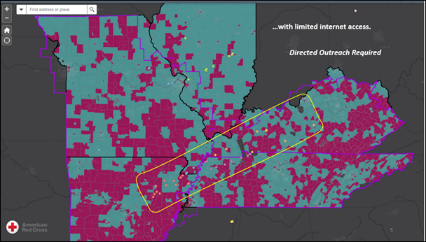 Find address or place
...with limited internet access.
Directed Outreach Required
American
Red Cross